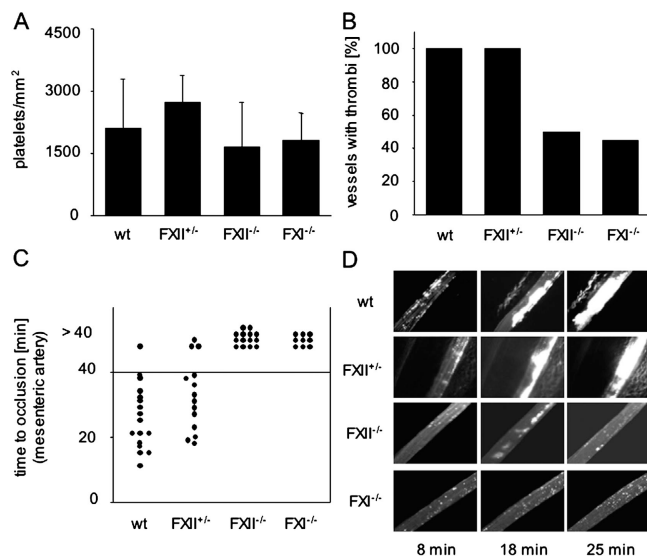 A
platelets/mm²
4500
3000
1500
0
wt
FXII+/-
FXII-/-
FXI-/-
B
vessels with thrombi [%]
100
80
60
40
20
0
wt
FXII+/-
FXII-/-
FXI-/-
C
time to occlusion [min]
(mesenteric artery)
> 40
40
20
0
wt
FXII+/-
FXII-/-
FXI-/-
D
wt
FXII+/-
FXII-/-
FXI-/-
8 min
18 min
25 min